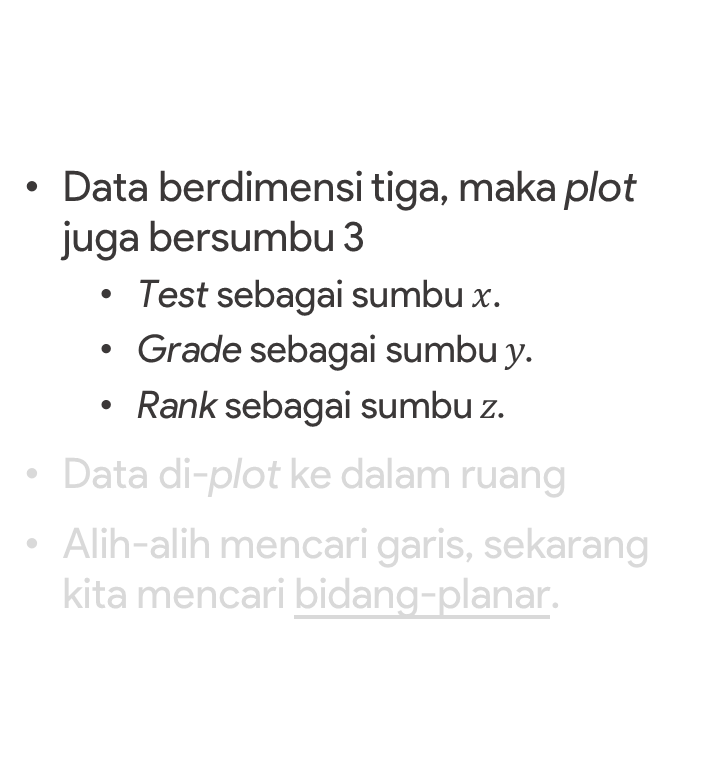 • Data berdimensi tiga, maka plot
juga bersumbu 3
• Test sebagai sumbu x.
• Grade sebagai sumbu y.
• Rank sebagai sumbu z.
• Data di-plot ke dalam ruang
• Alih-alih mencari garis, sekarang
kita mencari bidang-planar.